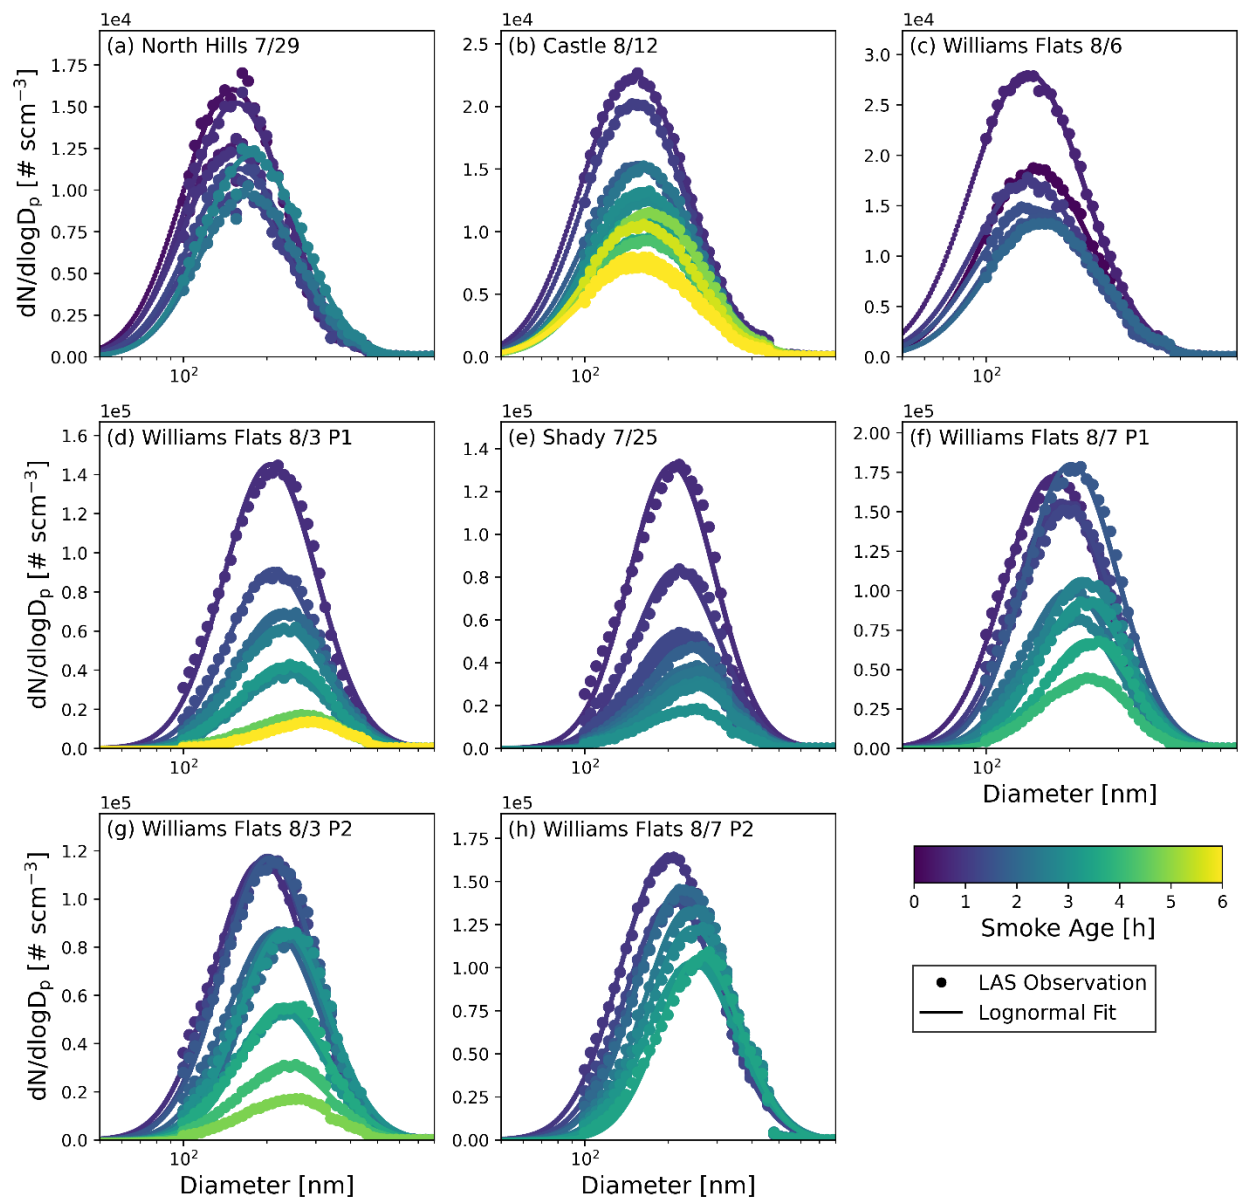 1e4
(a) North Hills 7/29
dN/dlogDₚ [# scm⁻³]
1.75
1.50
1.25
1.00
0.75
0.50
0.25
0.00
10²
1e4
(b) Castle 8/12
2.5
2.0
1.5
1.0
0.5
0.0
10²
1e4
(c) Williams Flats 8/6
3.0
2.5
2.0
1.5
1.0
0.5
0.0
10²
1e5
(d) Williams Flats 8/3 P1
dN/dlogDₚ [# scm⁻³]
1.6
1.4
1.2
1.0
0.8
0.6
0.4
0.2
0.0
10²
1e5
(e) Shady 7/25
1.4
1.2
1.0
0.8
0.6
0.4
0.2
0.0
10²
1e5
(f) Williams Flats 8/7 P1
2.00
1.75
1.50
1.25
1.00
0.75
0.50
0.25
0.00
10²
Diameter [nm]
1e5
(g) Williams Flats 8/3 P2
dN/dlogDₚ [# scm⁻³]
1.2
1.0
0.8
0.6
0.4
0.2
0.0
10²
Diameter [nm]
1e5
(h) Williams Flats 8/7 P2
1.75
1.50
1.25
1.00
0.75
0.50
0.25
0.00
10²
Diameter [nm]
0 1 2 3 4 5 6
Smoke Age [h]
LAS Observation
Lognormal Fit